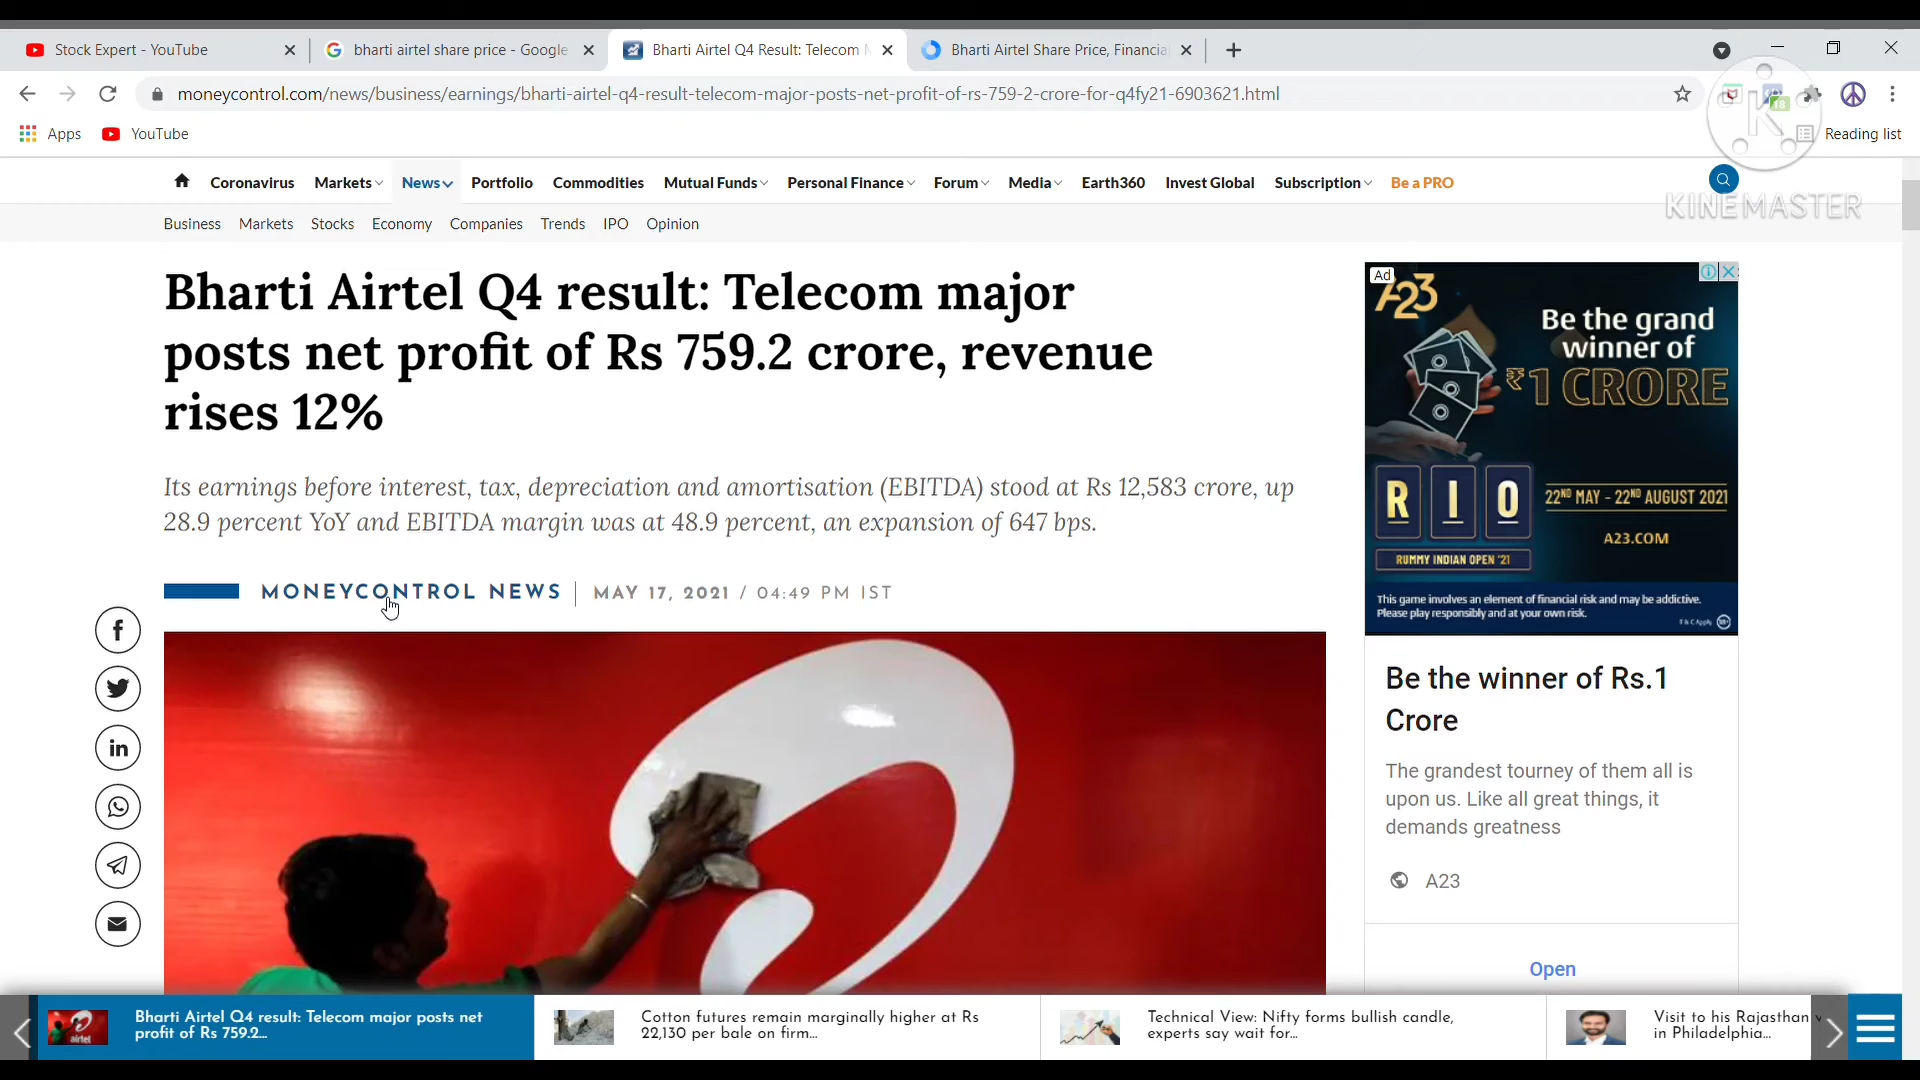 Stock Expert - YouTube
bharti airtel share price - Google
Bharti Airtel Q4 Result: Telecom
Bharti Airtel Share Price, Financia
moneycontrol.com/news/business/earnings/bharti-airtel-q4-result-telecom-major-posts-net-profit-of-rs-759-2-crore-for-q4fy21-6903621.html
Apps YouTube
Reading list
K
KINEMASTER
Coronavirus Markets News Portfolio Commodities Mutual Funds Personal Finance Forum Media Earth360 Invest Global Subscription Be a PRO
Business Markets Stocks Economy Companies Trends IPO Opinion
Bharti Airtel Q4 result: Telecom major
posts net profit of Rs 759.2 crore, revenue
rises 12%
Its earnings before interest, tax, depreciation and amortisation (EBITDA) stood at Rs 12,583 crore, up
28.9 percent YoY and EBITDA margin was at 48.9 percent, an expansion of 647 bps.
MONEYCONTROL NEWS | MAY 17, 2021 / 04:49 PM IST
Ad
A23
Be the grand
winner of
₹1 CRORE
RIO
22ND MAY - 22ND AUGUST 2021
A23.COM
RUMMY INDIAN OPEN '21
This game involves an element of financial risk and may be addictive.
Please play responsibly and at your own risk.
T & C Apply 18+
Be the winner of Rs.1
Crore
The grandest tourney of them all is
upon us. Like all great things, it
demands greatness
A23
Open
airtel
Bharti Airtel Q4 result: Telecom major posts net
profit of Rs 759.2...
Cotton futures remain marginally higher at Rs
22,130 per bale on firm...
Technical View: Nifty forms bullish candle,
experts say wait for...
Visit to his Rajasthan
in Philadelphia...